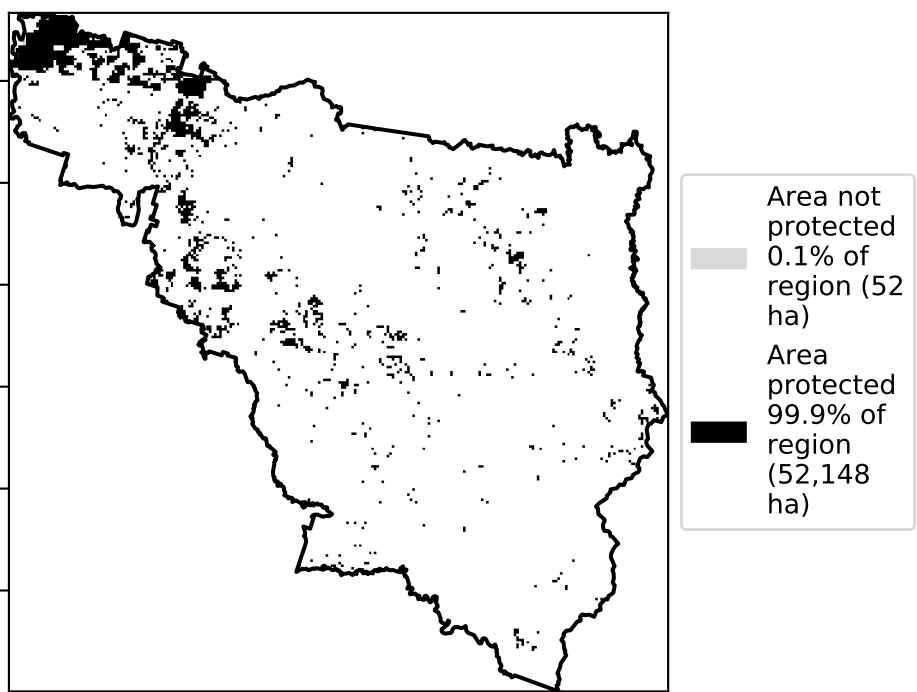 Area not
protected
0.1% of
region (52
ha)
Area
protected
99.9% of
region
(52,148
ha)